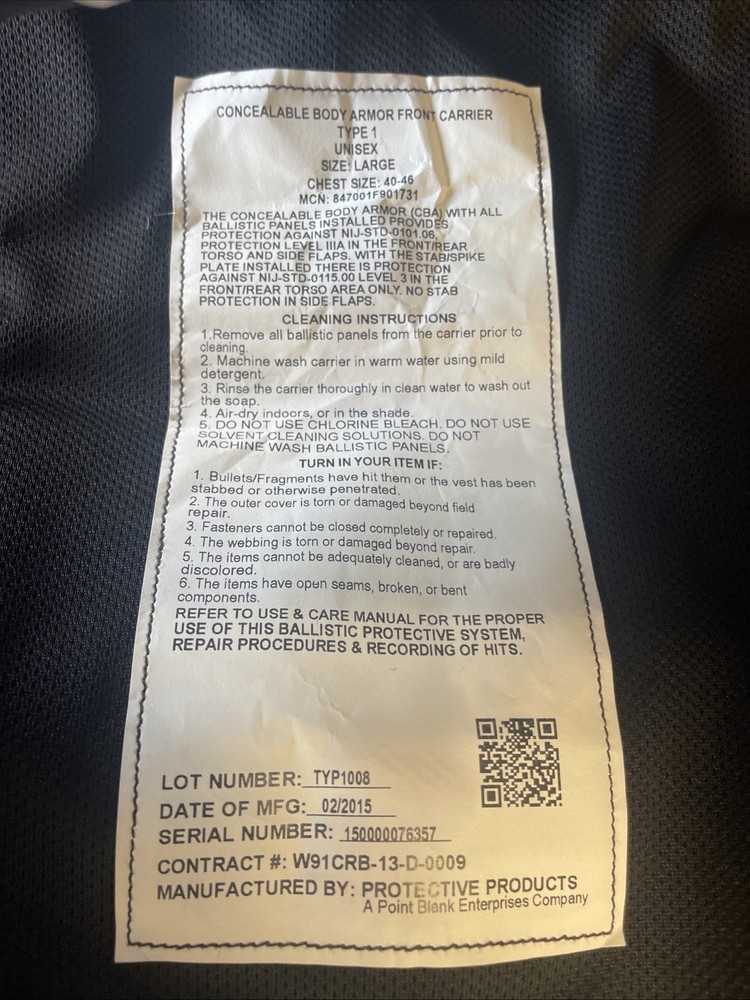 CONCEALABLE BODY ARMOR FRONT CARRIER
TYPE 1
UNISEX
SIZE: LARGE
CHEST SIZE: 40-46
MCN: 847001F901731
THE CONCEALABLE BODY ARMOR (CBA) WITH ALL
BALLISTIC PANELS INSTALLED PROVIDES
PROTECTION AGAINST NIJ-STD-0101.06,
PROTECTION LEVEL IIIA IN THE FRONT/REAR
TORSO AND SIDE FLAPS. WITH THE STAB/SPIKE
PLATE INSTALLED THERE IS PROTECTION
AGAINST NIJ-STD-0115.00 LEVEL 3 IN THE
FRONT/REAR TORSO AREA ONLY. NO STAB
PROTECTION IN SIDE FLAPS.
CLEANING INSTRUCTIONS
1.Remove all ballistic panels from the carrier prior to
cleaning.
2. Machine wash carrier in warm water using mild
detergent.
3. Rinse the carrier thoroughly in clean water to wash out
the soap.
4. Air-dry indoors, or in the shade.
5. DO NOT USE CHLORINE BLEACH. DO NOT USE
SOLVENT CLEANING SOLUTIONS. DO NOT
MACHINE WASH BALLISTIC PANELS.
TURN IN YOUR ITEM IF:
1. Bullets/Fragments have hit them or the vest has been
stabbed or otherwise penetrated.
2. The outer cover is torn or damaged beyond field
repair.
3. Fasteners cannot be closed completely or repaired.
4. The webbing is torn or damaged beyond repair.
5. The items cannot be adequately cleaned, or are badly
discolored.
6. The items have open seams, broken, or bent
components.
REFER TO USE & CARE MANUAL FOR THE PROPER
USE OF THIS BALLISTIC PROTECTIVE SYSTEM,
REPAIR PROCEDURES & RECORDING OF HITS.
LOT NUMBER: TYP1008
DATE OF MFG: 02/2015
SERIAL NUMBER: 150000076357
CONTRACT #: W91CRB-13-D-0009
MANUFACTURED BY: PROTECTIVE PRODUCTS
A Point Blank Enterprises Company